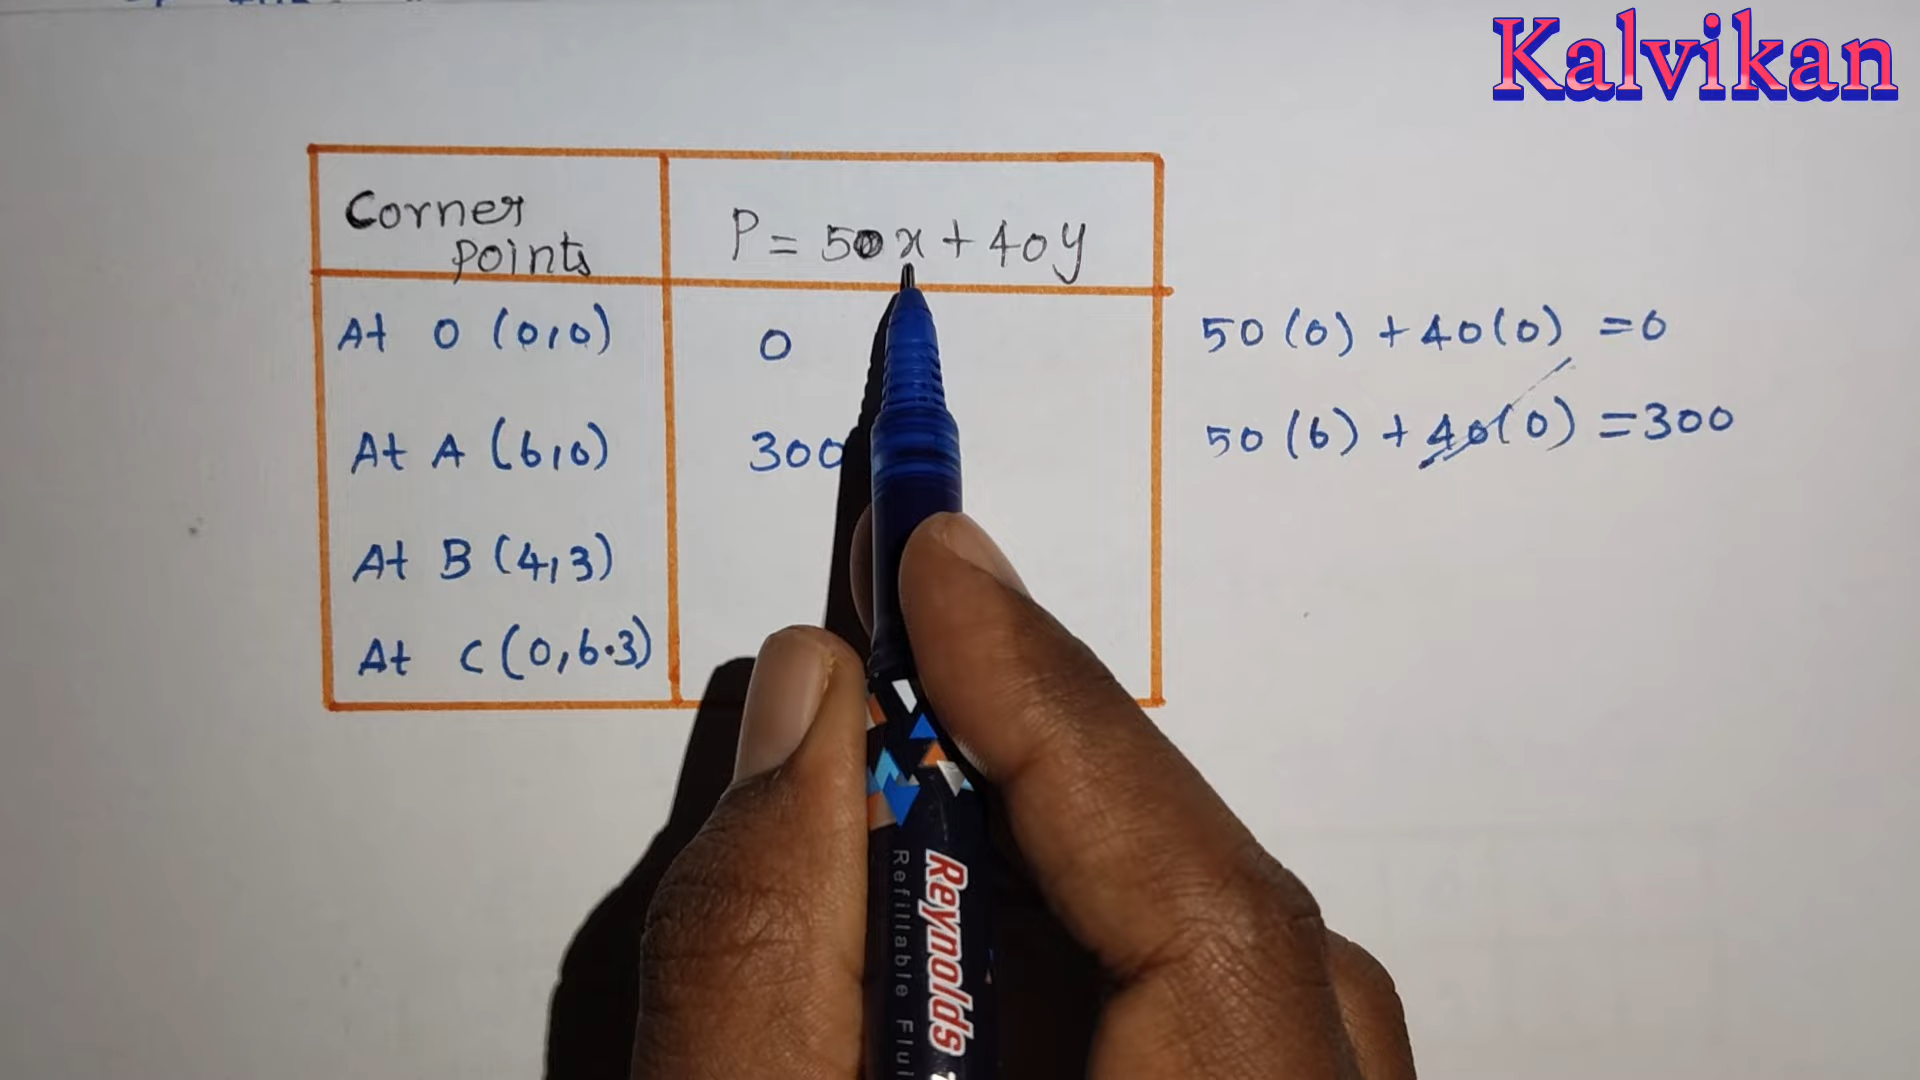 Kalvikan
Corner points
P = 50x + 40y
At O (0,0)
0
50 (0) + 40 (0) = 0
At A (6,0)
300
50 (6) + 40 (0) = 300
At B (4,3)
At C (0, 6.3)
Reynolds